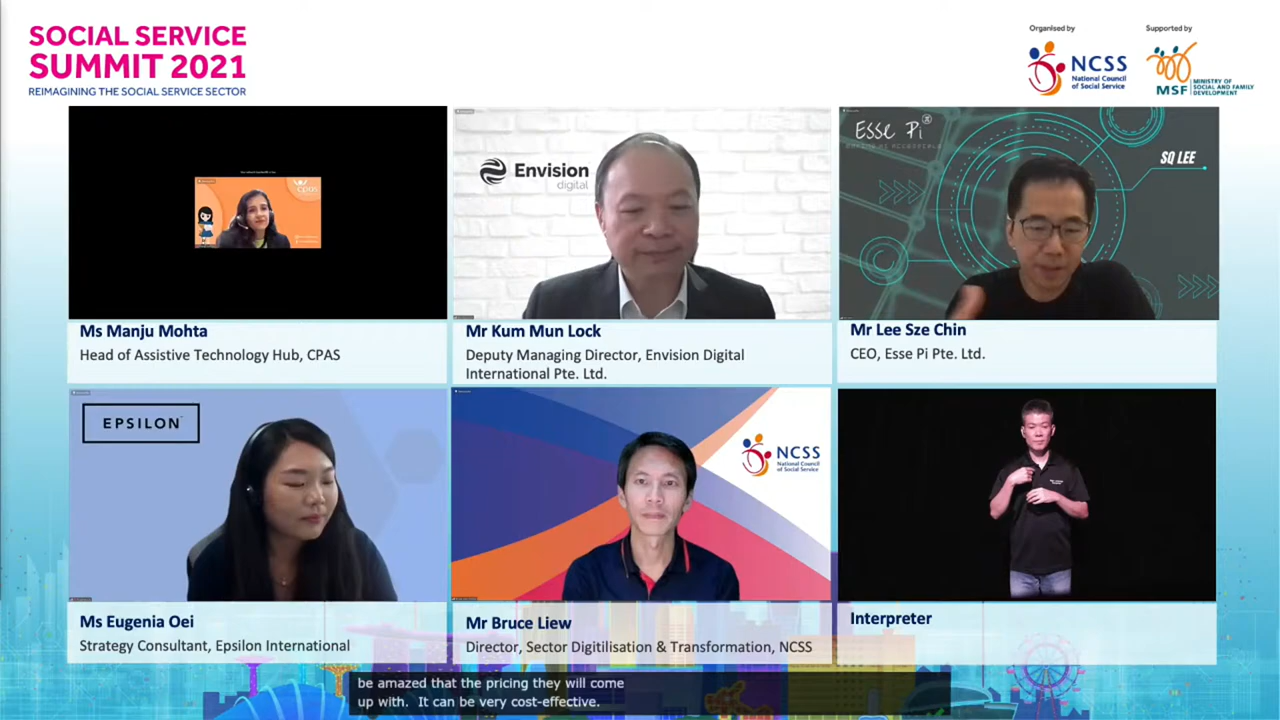 SOCIAL SERVICE
SUMMIT 2021
REIMAGINING THE SOCIAL SERVICE SECTOR
Organised by
NCSS
National Council
of Social Service
Supported by
MSF
MINISTRY OF
SOCIAL AND FAMILY
DEVELOPMENT
cpas
Envision
digital
Esse Pi
SQ LEE
Ms Manju Mohta
Head of Assistive Technology Hub, CPAS
Mr Kum Mun Lock
Deputy Managing Director, Envision Digital
International Pte. Ltd.
Mr Lee Sze Chin
CEO, Esse Pi Pte. Ltd.
EPSILON
NCSS
National Council
of Social Service
Ms Eugenia Oei
Strategy Consultant, Epsilon International
Mr Bruce Liew
Director, Sector Digitilisation & Transformation, NCSS
Interpreter
be amazed that the pricing they will come
up with.  It can be very cost-effective.